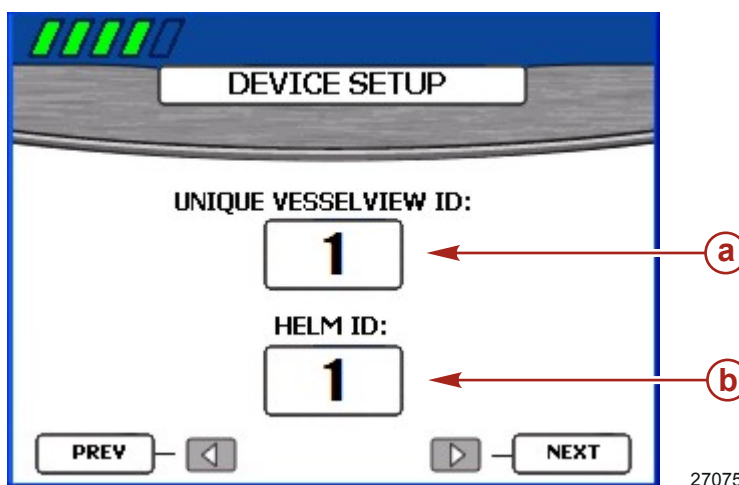 DEVICE SETUP
UNIQUE VESSELVIEW ID:
1
a
HELM ID:
1
b
PREV
NEXT
27075